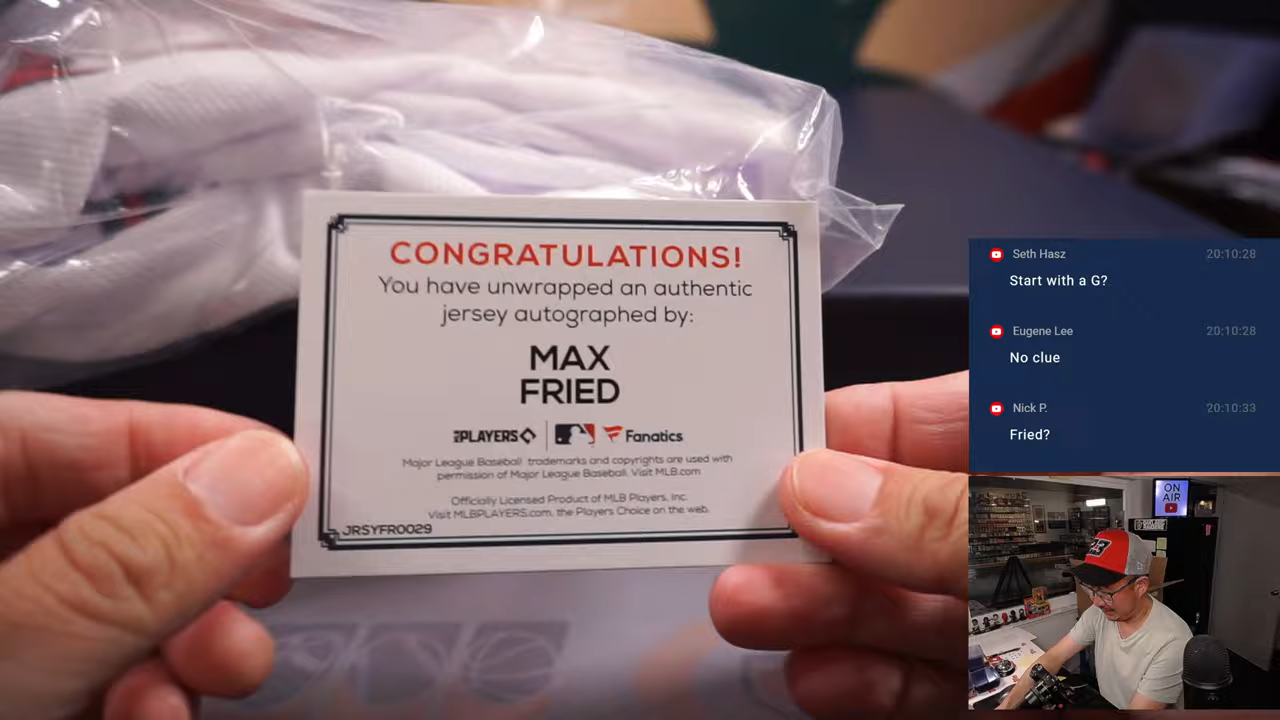 CONGRATULATIONS!
You have unwrapped an authentic
jersey autographed by:
MAX
FRIED
PLAYERS
Fanatics
Major League Baseball trademarks and copyrights are used with
permission of Major League Baseball. Visit MLB.com
Officially Licensed Product of MLB Players, Inc.
Visit MLBPLAYERS.com, the Players Choice on the web.
JRSYFR0029
Seth Hasz 20:10:28
Start with a G?
Eugene Lee 20:10:28
No clue
Nick P. 20:10:33
Fried?
ON
AIR
23